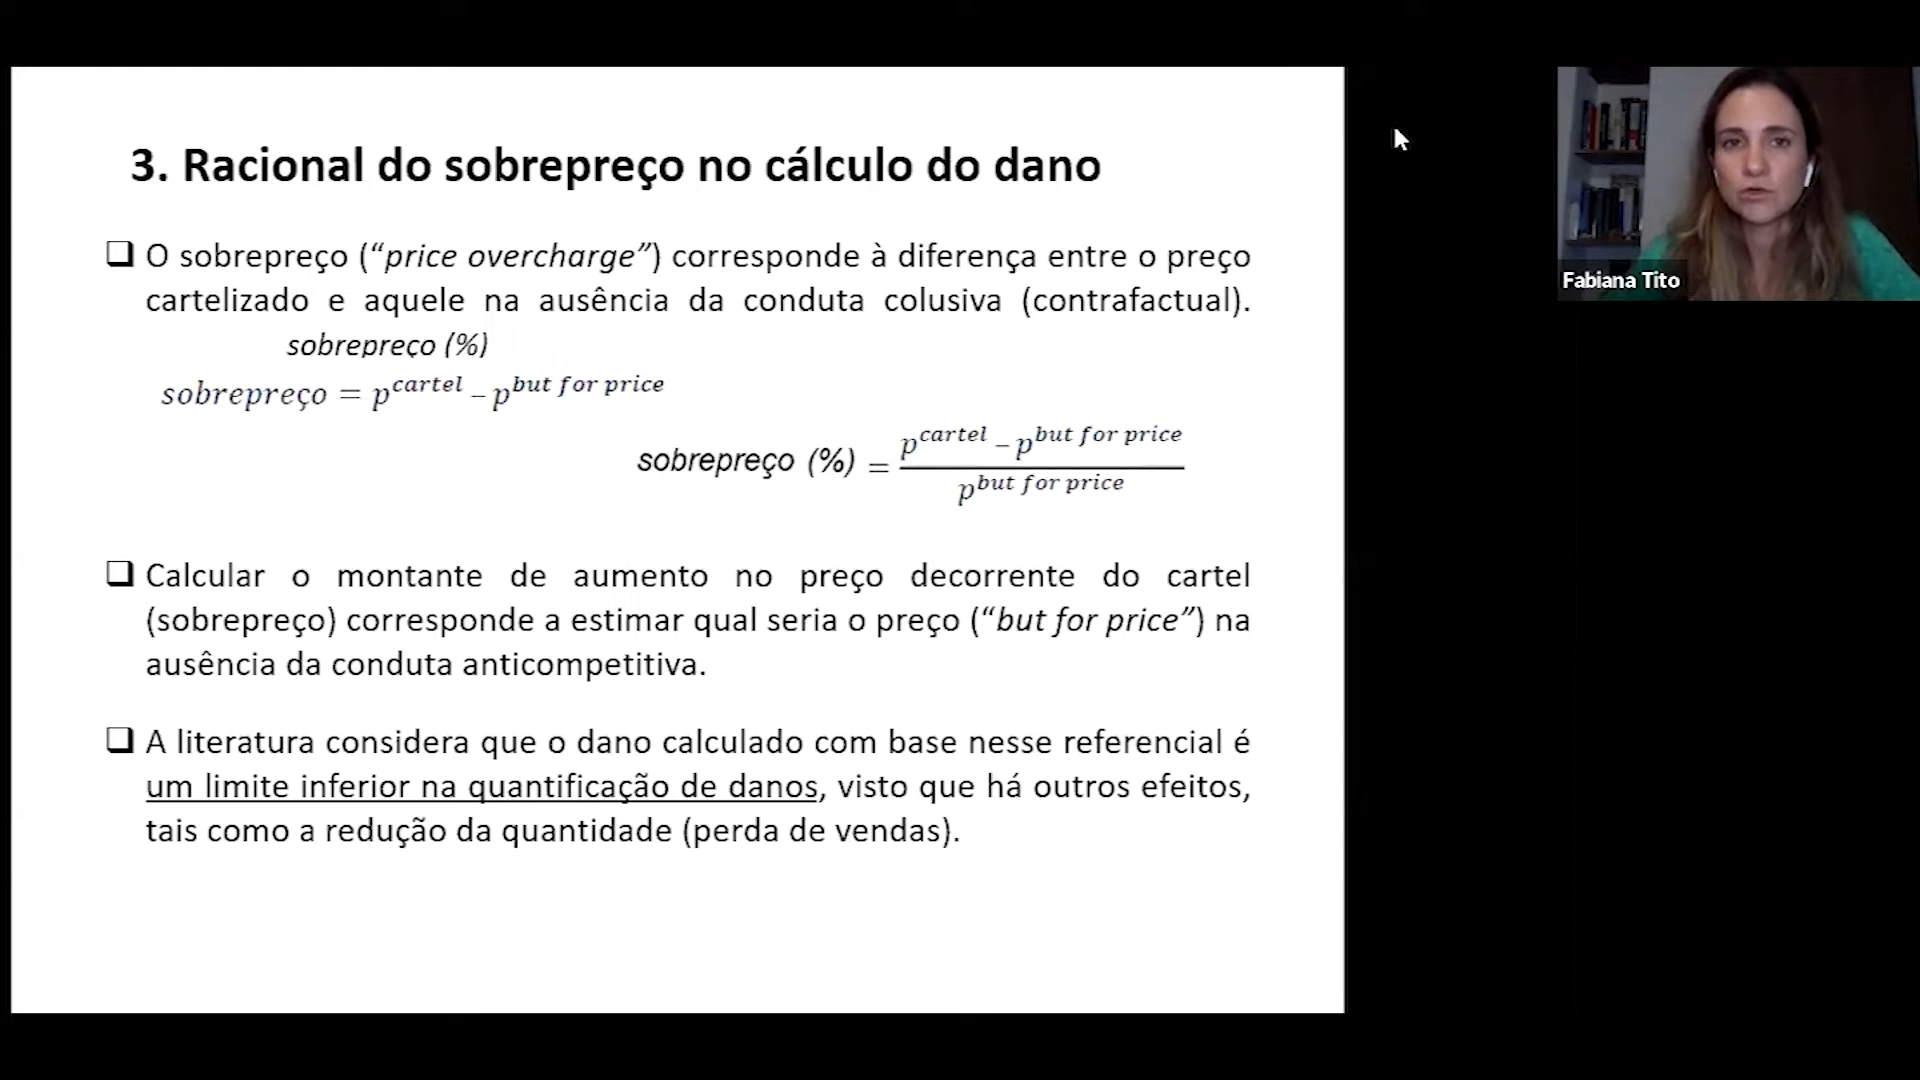 3. Racional do sobrepreço no cálculo do dano
❑ O sobrepreço (“price overcharge”) corresponde à diferença entre o preço
cartelizado e aquele na ausência da conduta colusiva (contrafactual).
sobrepreço (%)
sobrepreço = p^cartel − p^but for price
sobrepreço (%) = (p^cartel − p^but for price) / p^but for price
❑ Calcular o montante de aumento no preço decorrente do cartel
(sobrepreço) corresponde a estimar qual seria o preço (“but for price”) na
ausência da conduta anticompetitiva.
❑ A literatura considera que o dano calculado com base nesse referencial é
um limite inferior na quantificação de danos, visto que há outros efeitos,
tais como a redução da quantidade (perda de vendas).
Fabiana Tito